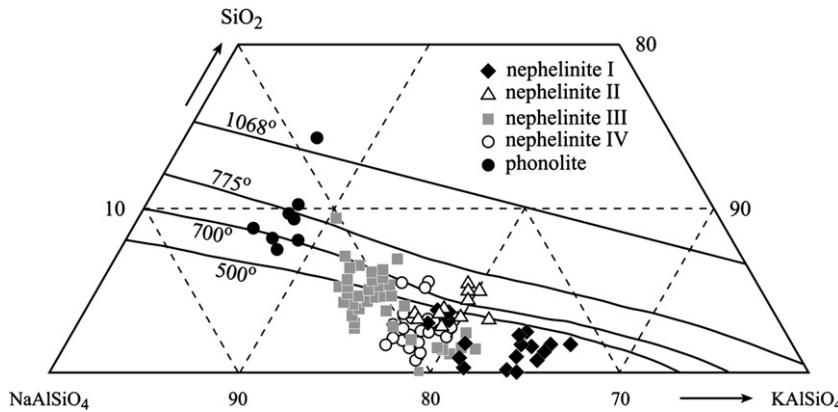 SiO₂
80
nephelinite I
nephelinite II
nephelinite III
nephelinite IV
phonolite
1068°
775°
10
700°
90
500°
NaAlSiO₄
90
80
70
KAlSiO₄